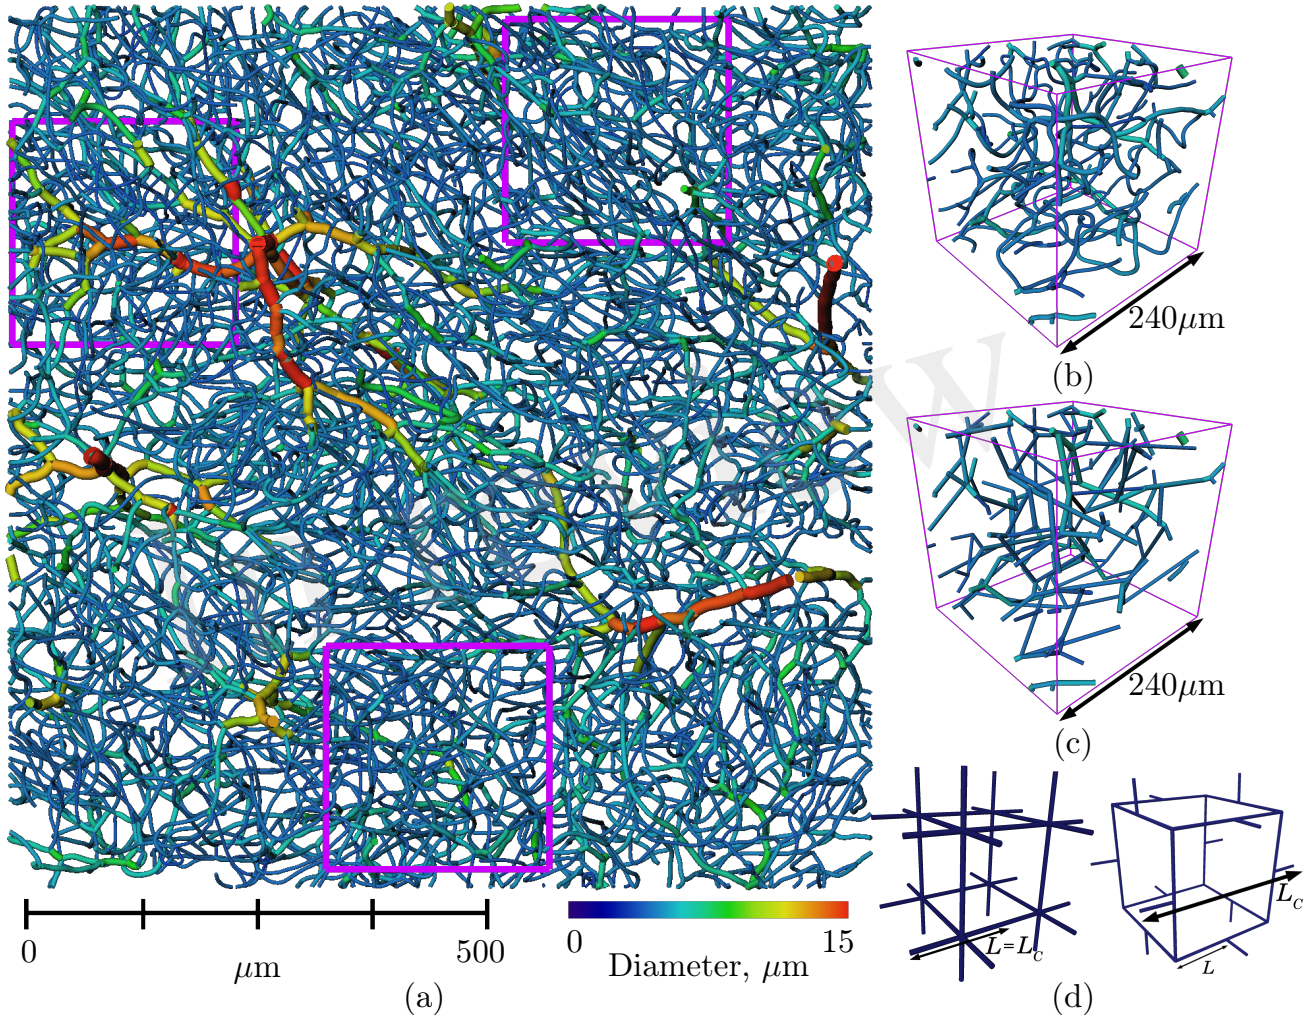 240μm
(b)
240μm
(c)
0
500
μm
0
15
Diameter, μm
(a)
L=L_C
L_C
L
(d)